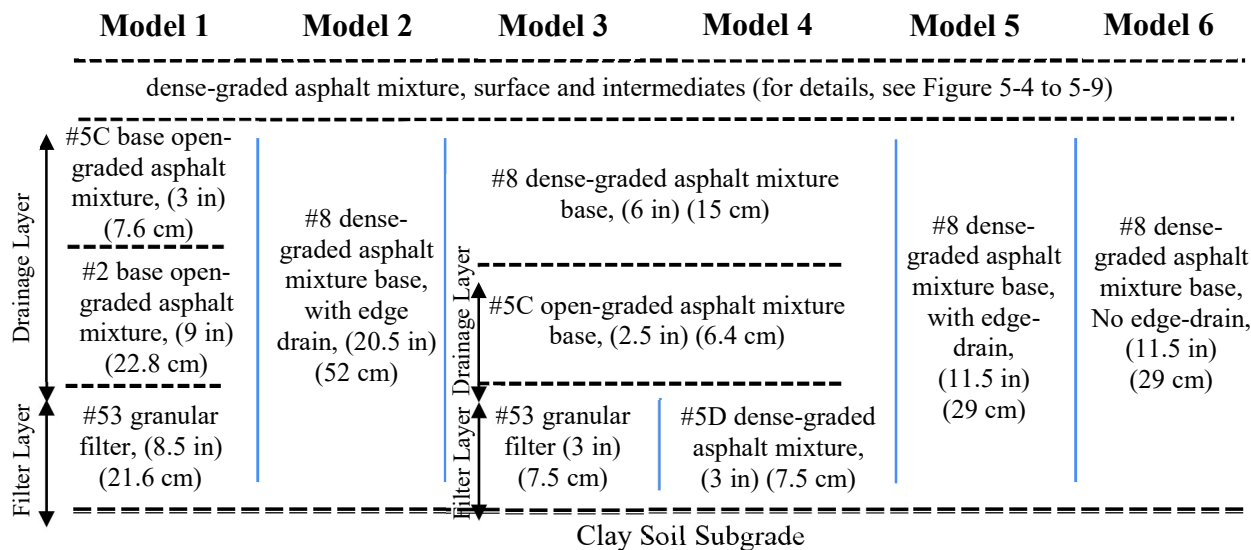 Model 1 Model 2 Model 3 Model 4 Model 5 Model 6
dense-graded asphalt mixture, surface and intermediates (for details, see Figure 5-4 to 5-9)
Drainage Layer
#5C base open-
graded asphalt
mixture, (3 in)
(7.6 cm)
#2 base open-
graded asphalt
mixture, (9 in)
(22.8 cm)
Filter Layer
#53 granular
filter, (8.5 in)
(21.6 cm)
#8 dense-
graded asphalt
mixture base,
with edge
drain, (20.5 in)
(52 cm)
#8 dense-graded asphalt mixture
base, (6 in) (15 cm)
Drainage Layer
#5C open-graded asphalt mixture
base, (2.5 in) (6.4 cm)
Filter Layer
#53 granular
filter (3 in)
(7.5 cm)
#5D dense-graded
asphalt mixture,
(3 in) (7.5 cm)
#8 dense-
graded asphalt
mixture base,
with edge-
drain,
(11.5 in)
(29 cm)
#8 dense-
graded asphalt
mixture base,
No edge-drain,
(11.5 in)
(29 cm)
Clay Soil Subgrade